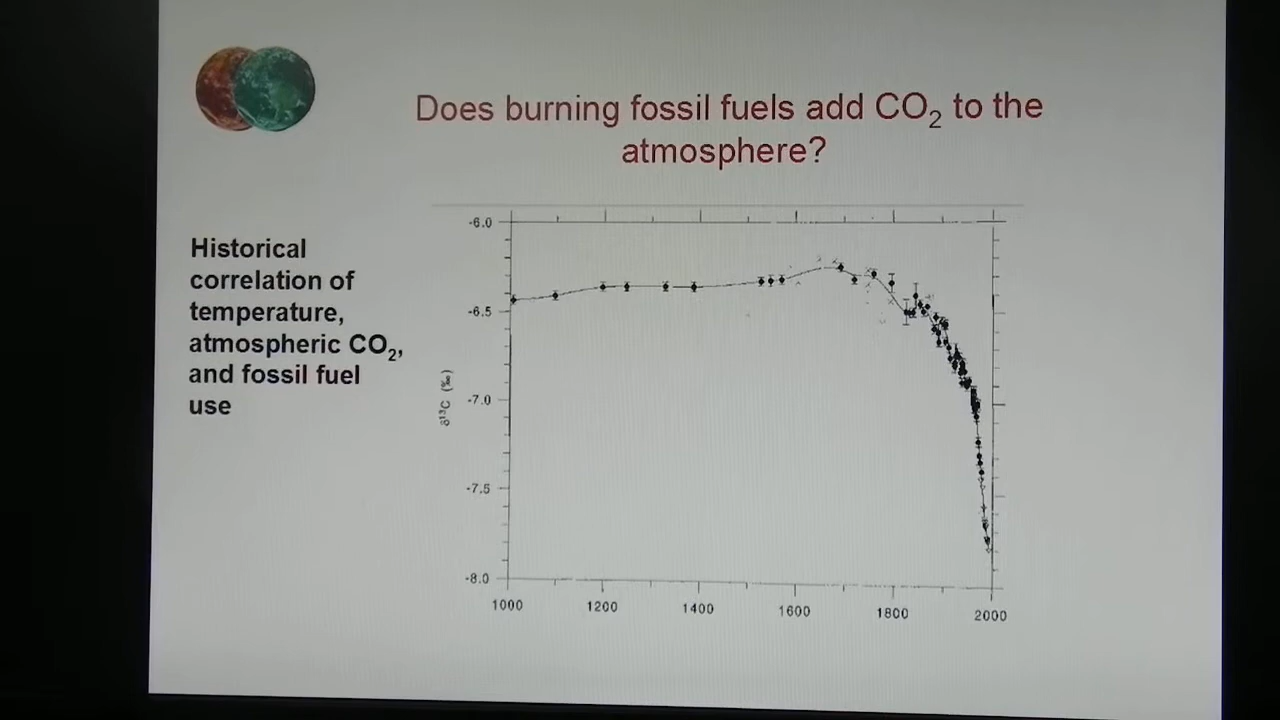 Does burning fossil fuels add CO₂ to the
atmosphere?
Historical
correlation of
temperature,
atmospheric CO₂,
and fossil fuel
use
δ¹³C (‰)
-6.0
-6.5
-7.0
-7.5
-8.0
1000 1200 1400 1600 1800 2000